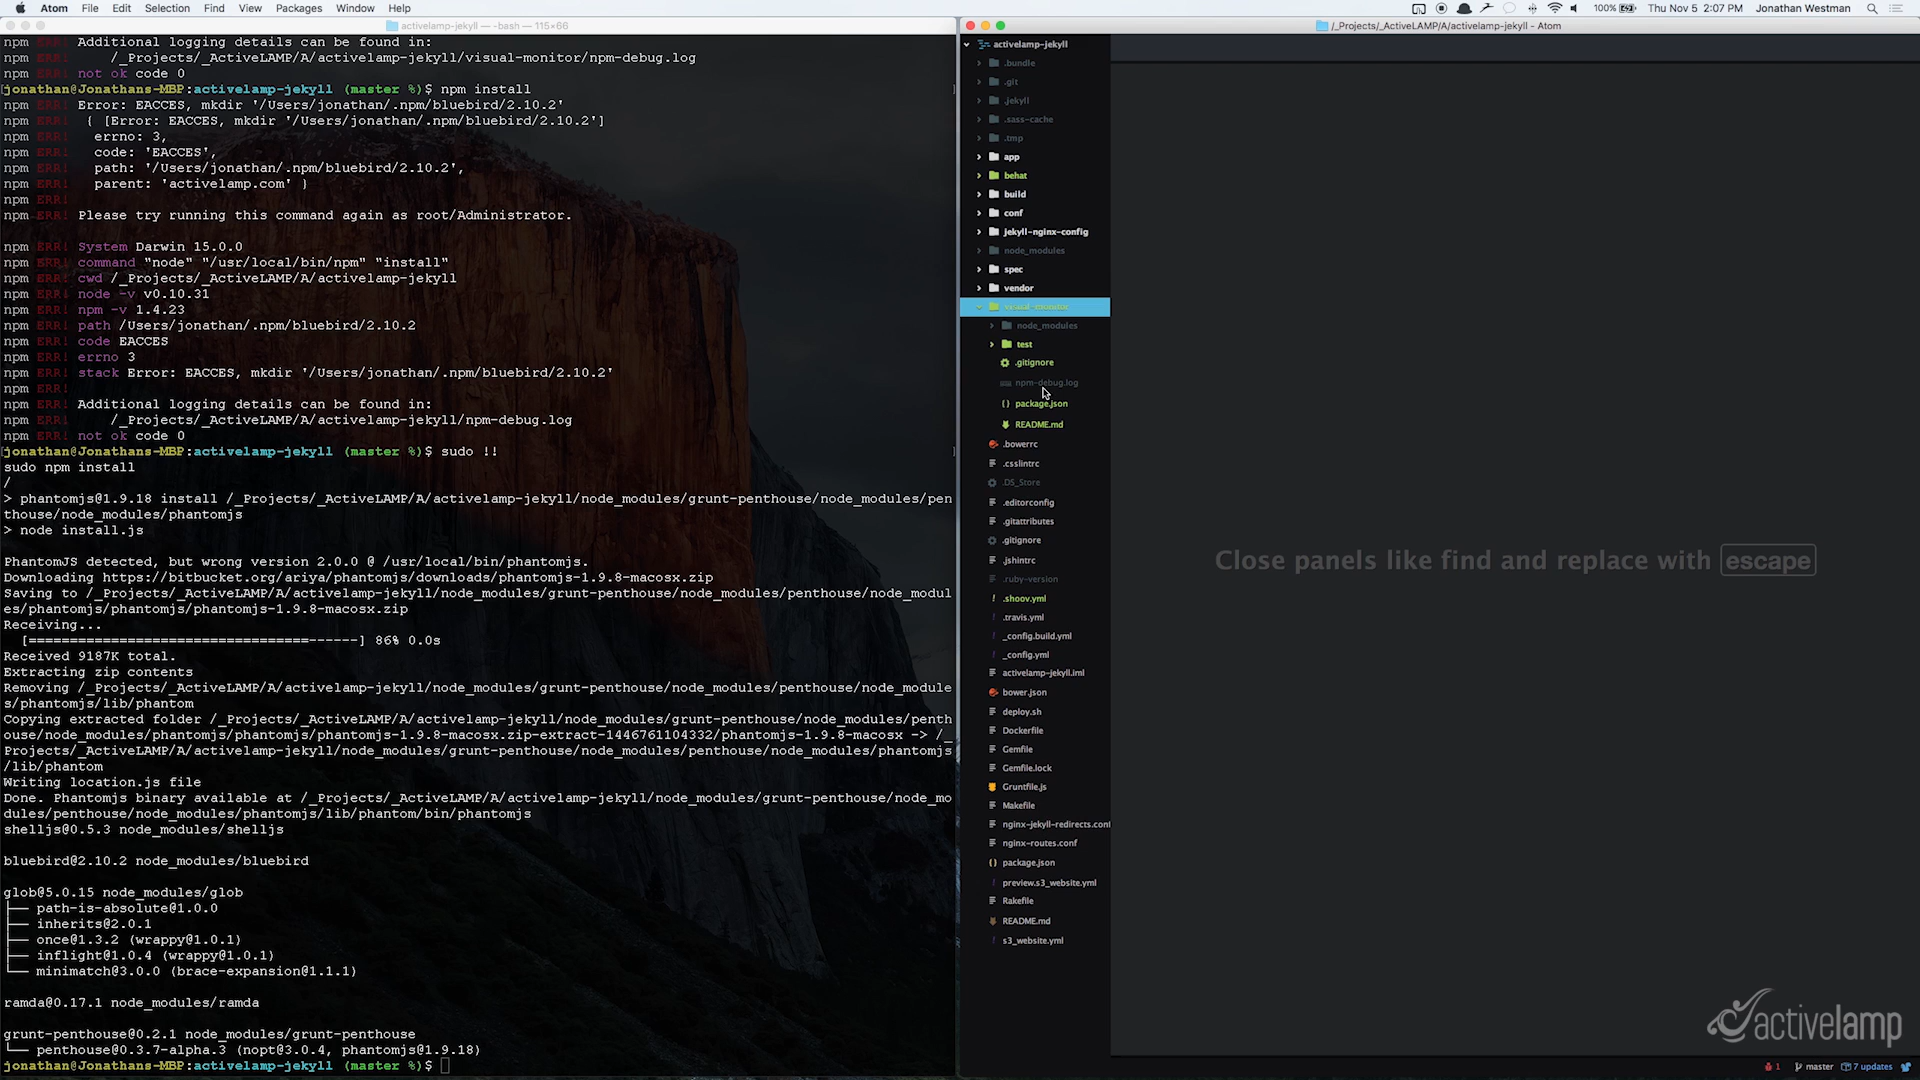 Atom File Edit View Selection Find View Packages Window Help 100% Thu Nov 5 2:07 PM Jonathan Westman
activelamp-jekyll — -bash — 115×66
npm ERR! Additional logging details can be found in:
npm ERR! /_Projects/_ActiveLAMP/A/activelamp-jekyll/visual-monitor/npm-debug.log
npm ERR! not ok code 0
[jonathan@Jonathans-MBP:activelamp-jekyll (master %)$ npm install ]
npm ERR! Error: EACCES, mkdir '/Users/jonathan/.npm/bluebird/2.10.2'
npm ERR! { [Error: EACCES, mkdir '/Users/jonathan/.npm/bluebird/2.10.2']
npm ERR! errno: 3,
npm ERR! code: 'EACCES',
npm ERR! path: '/Users/jonathan/.npm/bluebird/2.10.2',
npm ERR! parent: 'activelamp.com' }
npm ERR!
npm ERR! Please try running this command again as root/Administrator.
npm ERR! System Darwin 15.0.0
npm ERR! command "node" "/usr/local/bin/npm" "install"
npm ERR! cwd /_Projects/_ActiveLAMP/A/activelamp-jekyll
npm ERR! node -v v0.10.31
npm ERR! npm -v 1.4.23
npm ERR! path /Users/jonathan/.npm/bluebird/2.10.2
npm ERR! code EACCES
npm ERR! errno 3
npm ERR! stack Error: EACCES, mkdir '/Users/jonathan/.npm/bluebird/2.10.2'
npm ERR!
npm ERR! Additional logging details can be found in:
npm ERR! /_Projects/_ActiveLAMP/A/activelamp-jekyll/npm-debug.log
npm ERR! not ok code 0
[jonathan@Jonathans-MBP:activelamp-jekyll (master %)$ sudo !! ]
sudo npm install
/
> phantomjs@1.9.18 install /_Projects/_ActiveLAMP/A/activelamp-jekyll/node_modules/grunt-penthouse/node_modules/pen
thouse/node_modules/phantomjs
> node install.js
PhantomJS detected, but wrong version 2.0.0 @ /usr/local/bin/phantomjs.
Downloading https://bitbucket.org/ariya/phantomjs/downloads/phantomjs-1.9.8-macosx.zip
Saving to /_Projects/_ActiveLAMP/A/activelamp-jekyll/node_modules/grunt-penthouse/node_modules/penthouse/node_modul
es/phantomjs/phantomjs/phantomjs-1.9.8-macosx.zip
Receiving...
[==================================------] 86% 0.0s
Received 9187K total.
Extracting zip contents
Removing /_Projects/_ActiveLAMP/A/activelamp-jekyll/node_modules/grunt-penthouse/node_modules/penthouse/node_module
s/phantomjs/lib/phantom
Copying extracted folder /_Projects/_ActiveLAMP/A/activelamp-jekyll/node_modules/grunt-penthouse/node_modules/penth
ouse/node_modules/phantomjs/phantomjs/phantomjs-1.9.8-macosx.zip-extract-1446761104332/phantomjs-1.9.8-macosx -> /_
Projects/_ActiveLAMP/A/activelamp-jekyll/node_modules/grunt-penthouse/node_modules/penthouse/node_modules/phantomjs
/lib/phantom
Writing location.js file
Done. Phantomjs binary available at /_Projects/_ActiveLAMP/A/activelamp-jekyll/node_modules/grunt-penthouse/node_mo
dules/penthouse/node_modules/phantomjs/lib/phantom/bin/phantomjs
shelljs@0.5.3 node_modules/shelljs
bluebird@2.10.2 node_modules/bluebird
glob@5.0.15 node_modules/glob
├── path-is-absolute@1.0.0
├── inherits@2.0.1
├── once@1.3.2 (wrappy@1.0.1)
├── inflight@1.0.4 (wrappy@1.0.1)
└── minimatch@3.0.0 (brace-expansion@1.1.1)
ramda@0.17.1 node_modules/ramda
grunt-penthouse@0.2.1 node_modules/grunt-penthouse
└── penthouse@0.3.7-alpha.3 (nopt@3.0.4, phantomjs@1.9.18)
jonathan@Jonathans-MBP:activelamp-jekyll (master %)$
/_Projects/_ActiveLAMP/A/activelamp-jekyll - Atom
activelamp-jekyll
.bundle
.git
.jekyll
.sass-cache
.tmp
app
behat
build
conf
jekyll-nginx-config
node_modules
spec
vendor
visual-monitor
node_modules
test
.gitignore
npm-debug.log
package.json
README.md
.bowerrc
.csslintrc
.DS_Store
.editorconfig
.gitattributes
.gitignore
.jshintrc
.ruby-version
.shoov.yml
.travis.yml
_config.build.yml
_config.yml
activelamp-jekyll.iml
bower.json
deploy.sh
Dockerfile
Gemfile
Gemfile.lock
Gruntfile.js
Makefile
nginx-jekyll-redirects.conf
nginx-routes.conf
package.json
preview.s3_website.yml
Rakefile
README.md
s3_website.yml
Close panels like find and replace with escape
activelamp
1 master 7 updates